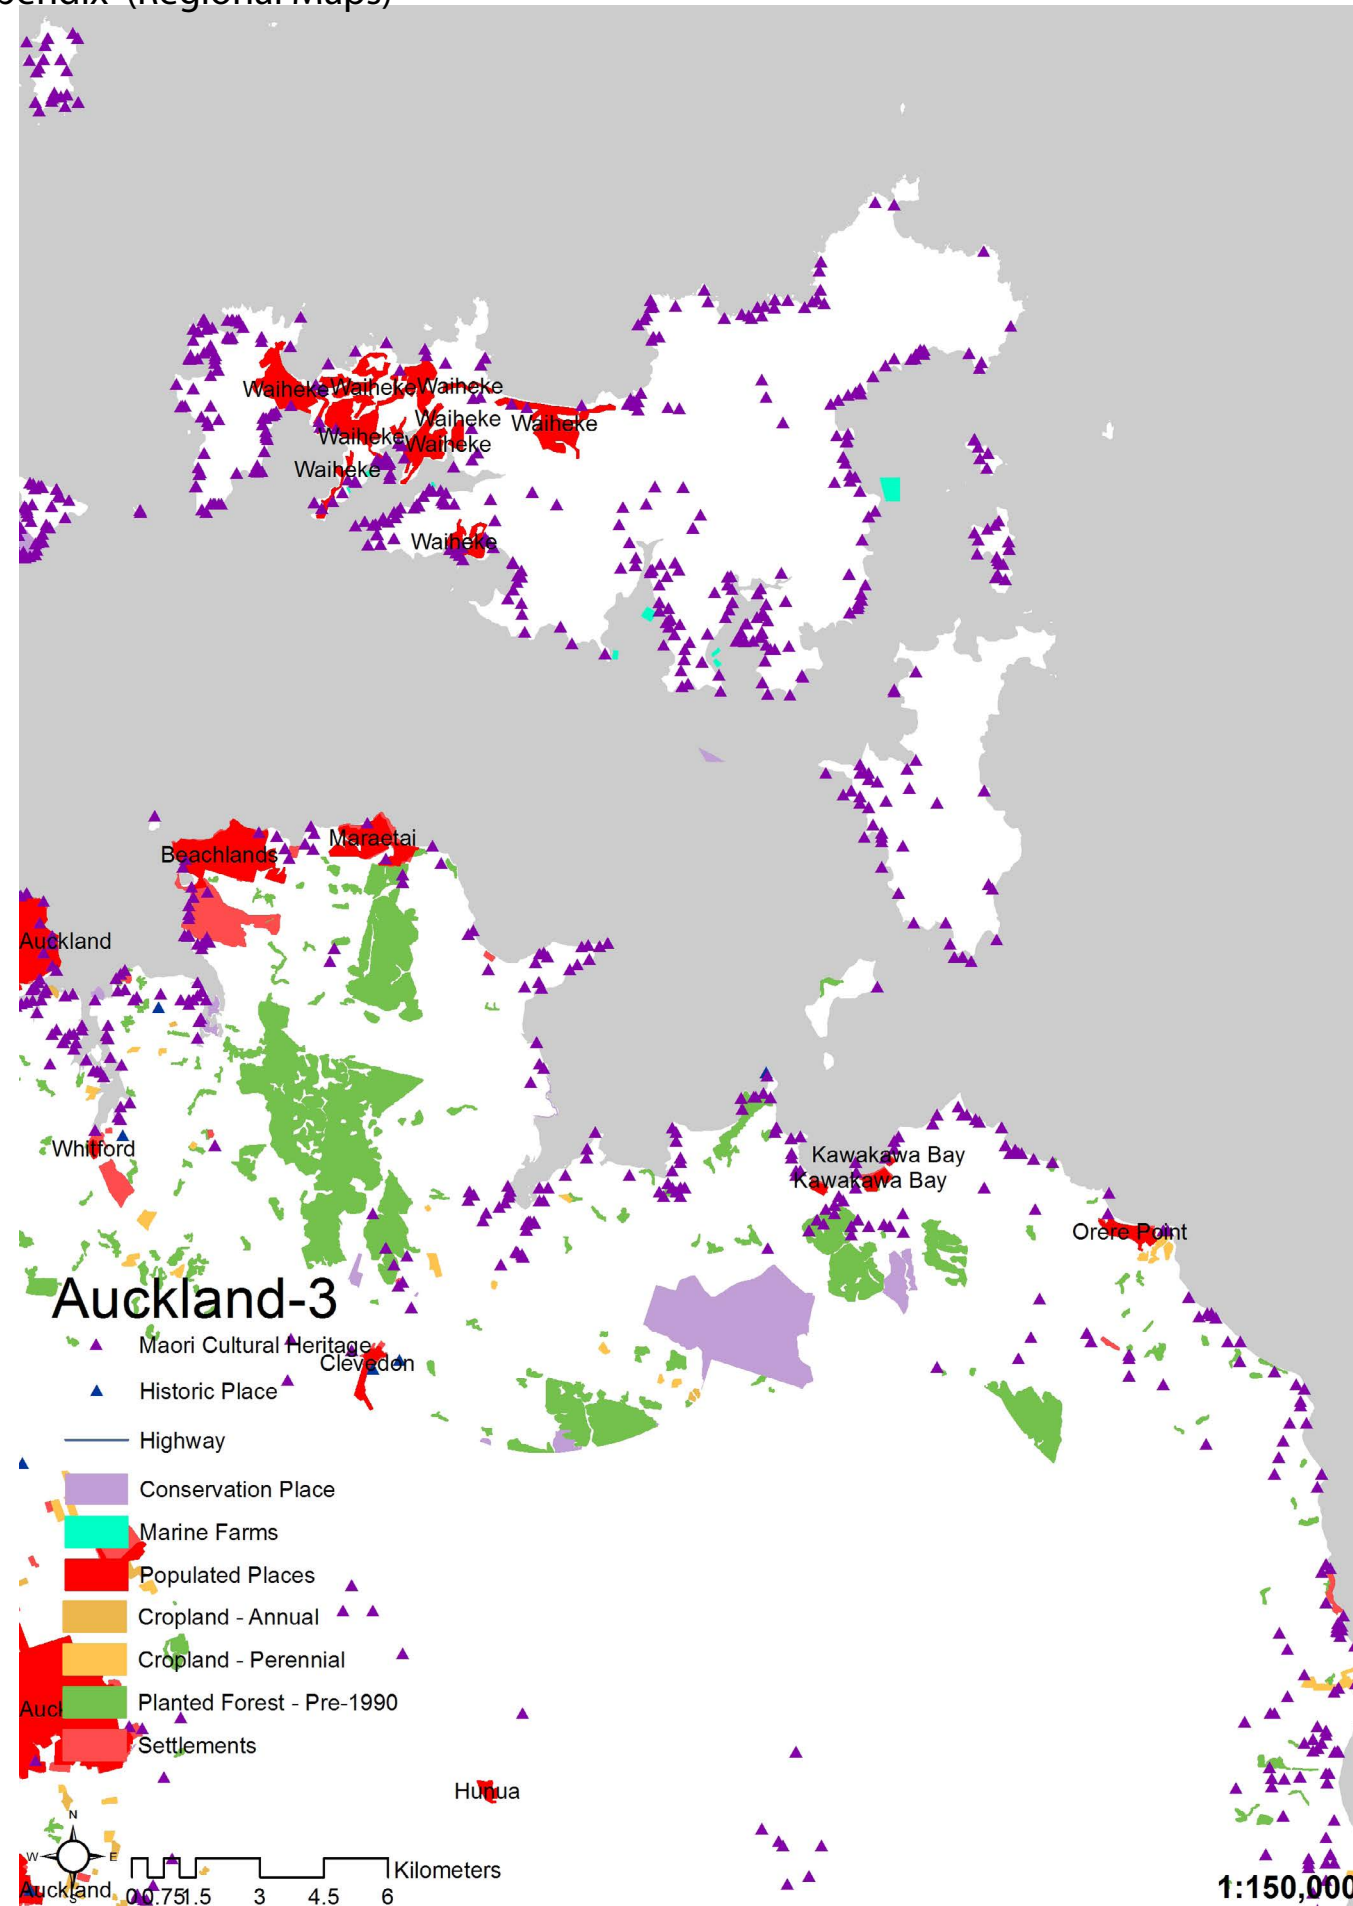 (Regional Maps)
Waiheke Waiheke Waiheke
Waiheke Waiheke
Waiheke Waiheke
Waiheke
Waiheke
Maraetai
Beachlands
Auckland
Whitford
Kawakawa Bay
Kawakawa Bay
Orere Point
Auckland-3
Maori Cultural Heritage
Clevedon
Historic Place
Highway
Conservation Place
Marine Farms
Populated Places
Cropland - Annual
Cropland - Perennial
Planted Forest - Pre-1990
Auc
Settlements
Hunua
N
W E
S
Kilometers
Auckland
0 0.75 1.5 3 4.5 6
1:150,000